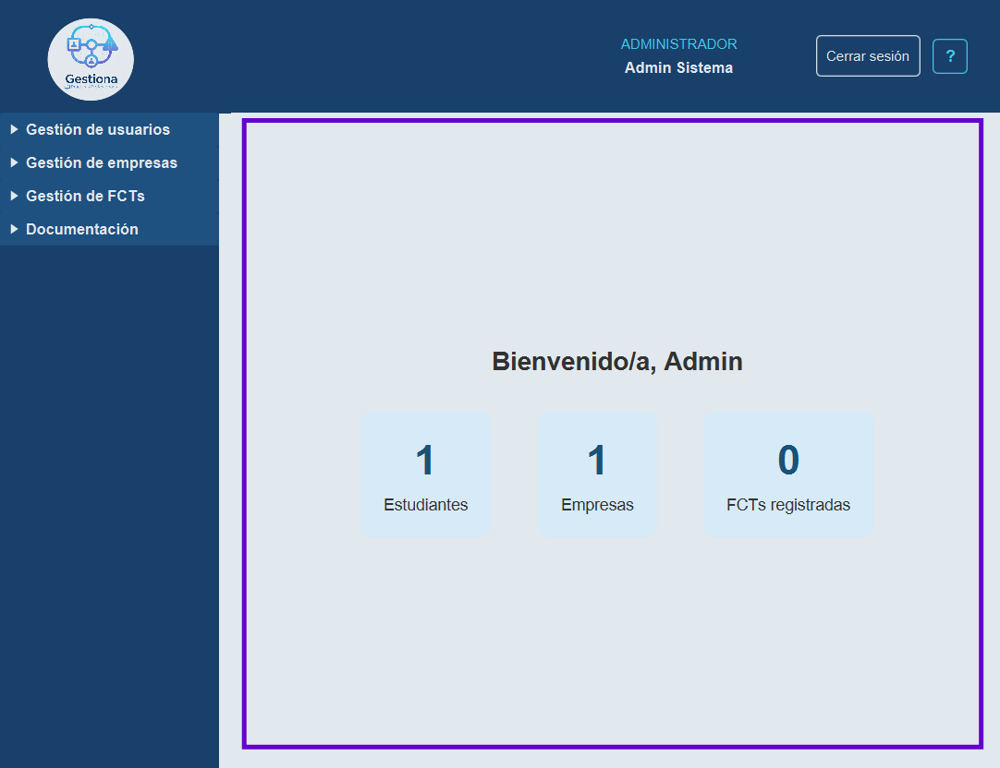 Gestiona
ADMINISTRADOR
Admin Sistema
Cerrar sesión
?
Gestión de usuarios
Gestión de empresas
Gestión de FCTs
Documentación
Bienvenido/a, Admin
1
Estudiantes
1
Empresas
0
FCTs registradas